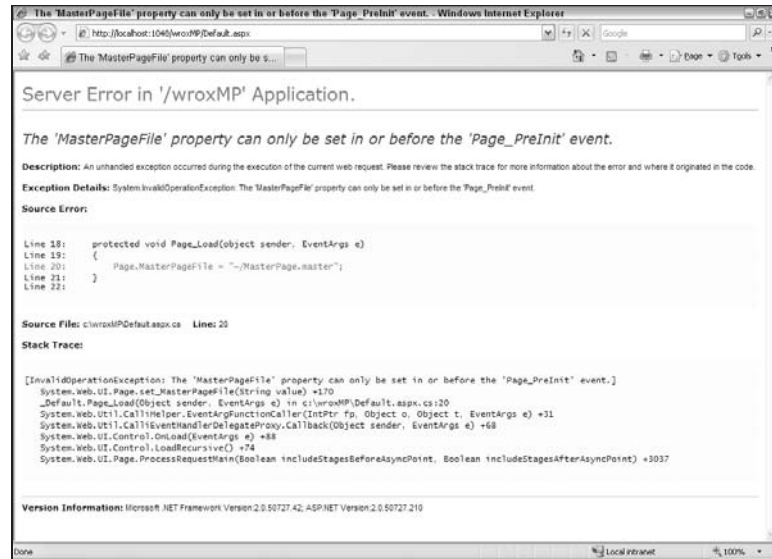 The 'MasterPageFile' property can only be set in or before the 'Page_PreInit' event. - Windows Internet Explorer
http://localhost:1040/wroxMP/Default.aspx
Google
The 'MasterPageFile' property can only be s...
Page
Tools
Server Error in '/wroxMP' Application.
The 'MasterPageFile' property can only be set in or before the 'Page_PreInit' event.
Description: An unhandled exception occurred during the execution of the current web request. Please review the stack trace for more information about the error and where it originated in the code.
Exception Details: System.InvalidOperationException: The 'MasterPageFile' property can only be set in or before the 'Page_PreInit' event.
Source Error:
Line 18: protected void Page_Load(object sender, EventArgs e)
Line 19: {
Line 20: Page.MasterPageFile = "~/MasterPage.master";
Line 21: }
Line 22:
Source File: c:\wroxMP\Default.aspx.cs Line: 20
Stack Trace:
[InvalidOperationException: The 'MasterPageFile' property can only be set in or before the 'Page_PreInit' event.]
System.Web.UI.Page.set_MasterPageFile(String value) +170
_Default.Page_Load(Object sender, EventArgs e) in c:\wroxMP\Default.aspx.cs:20
System.Web.Util.CalliHelper.EventArgFunctionCaller(IntPtr fp, Object o, Object t, EventArgs e) +31
System.Web.Util.CalliEventHandlerDelegateProxy.Callback(Object sender, EventArgs e) +68
System.Web.UI.Control.OnLoad(EventArgs e) +88
System.Web.UI.Control.LoadRecursive() +74
System.Web.UI.Page.ProcessRequestMain(Boolean includeStagesBeforeAsyncPoint, Boolean includeStagesAfterAsyncPoint) +3037
Version Information: Microsoft .NET Framework Version:2.0.50727.42; ASP.NET Version:2.0.50727.210
Done
Local intranet
100%